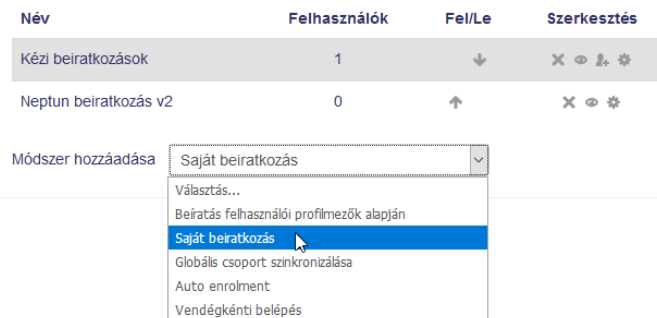 Név Felhasználók Fel/Le Szerkesztés
Kézi beiratkozások 1
Neptun beiratkozás v2 0
Módszer hozzáadása Saját beiratkozás
Választás...
Beíratás felhasználói profilmezők alapján
Saját beiratkozás
Globális csoport szinkronizálása
Auto enrolment
Vendégkénti belépés